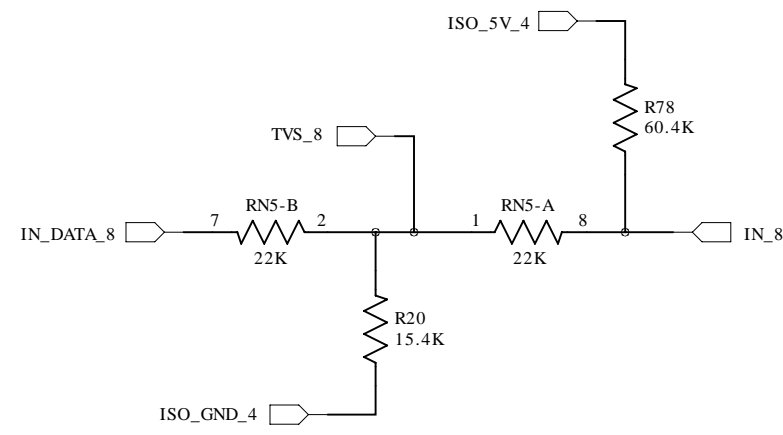 ISO_5V_4
R78
60.4K
TVS_8
RN5-B
RN5-A
7
2
1
8
IN_DATA_8
IN_8
22K
22K
R20
15.4K
ISO_GND_4